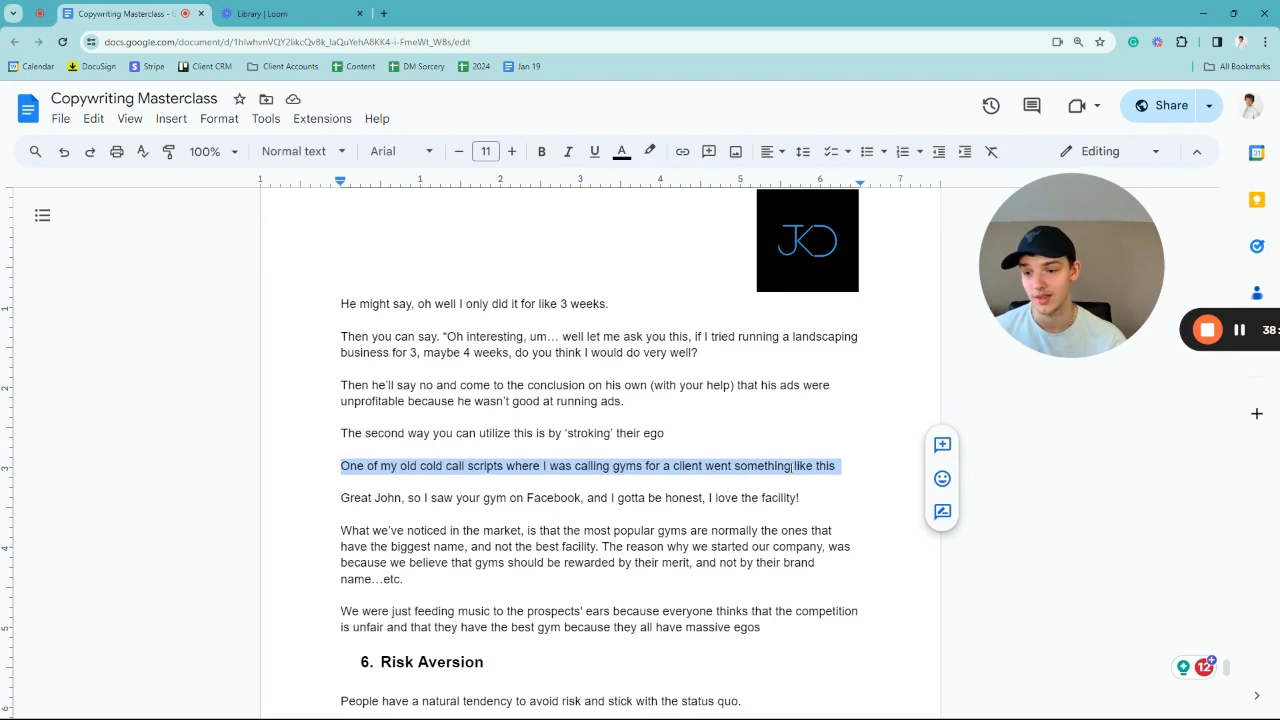 Copywriting Masterclass -
Library | Loom
docs.google.com/document/d/1hlwhvnVQY2likcQvBk_laQuYehA8KK4-i-FmeWt_WBs/edit
Calendar DocuSign Stripe Client CRM Client Accounts Content DM Sorcery 2024 Jan 19 All Bookmarks
Copywriting Masterclass
Share
File Edit View Insert Format Tools Extensions Help
100% Normal text Arial 11 Editing
1 1 2 3 4 5 6 7
JKD
He might say, oh well I only did it for like 3 weeks.
Then you can say. “Oh interesting, um… well let me ask you this, if I tried running a landscaping
business for 3, maybe 4 weeks, do you think I would do very well?
Then he’ll say no and come to the conclusion on his own (with your help) that his ads were
unprofitable because he wasn’t good at running ads.
The second way you can utilize this is by ‘stroking’ their ego
One of my old cold call scripts where I was calling gyms for a client went something like this
Great John, so I saw your gym on Facebook, and I gotta be honest, I love the facility!
What we’ve noticed in the market, is that the most popular gyms are normally the ones that
have the biggest name, and not the best facility. The reason why we started our company, was
because we believe that gyms should be rewarded by their merit, and not by their brand
name…etc.
We were just feeding music to the prospects' ears because everyone thinks that the competition
is unfair and that they have the best gym because they all have massive egos
6. Risk Aversion
People have a natural tendency to avoid risk and stick with the status quo.
38:
12